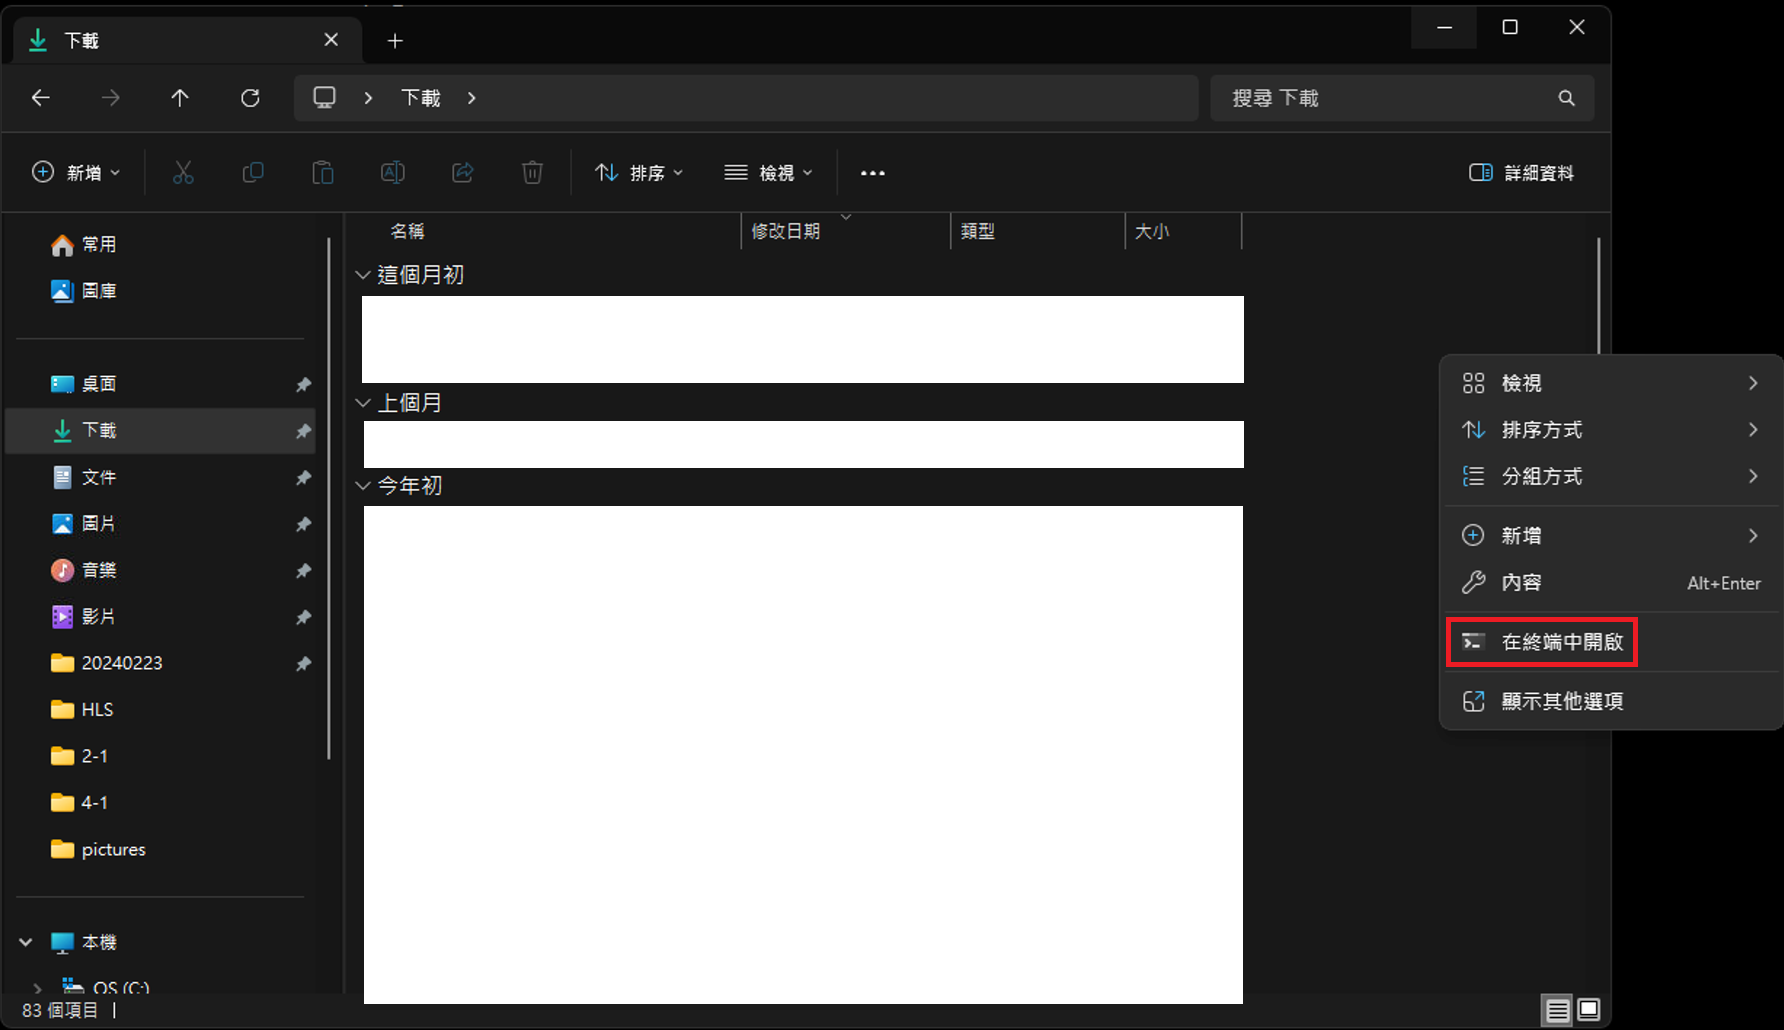 下載
下載
搜尋 下載
新增
排序
檢視
詳細資料
名稱 修改日期 類型 大小
常用
圖庫
桌面
下載
文件
圖片
音樂
影片
20240223
HLS
2-1
4-1
pictures
本機
OS (C:)
83 個項目
這個月初
上個月
今年初
檢視
排序方式
分組方式
新增
內容 Alt+Enter
在終端中開啟
顯示其他選項